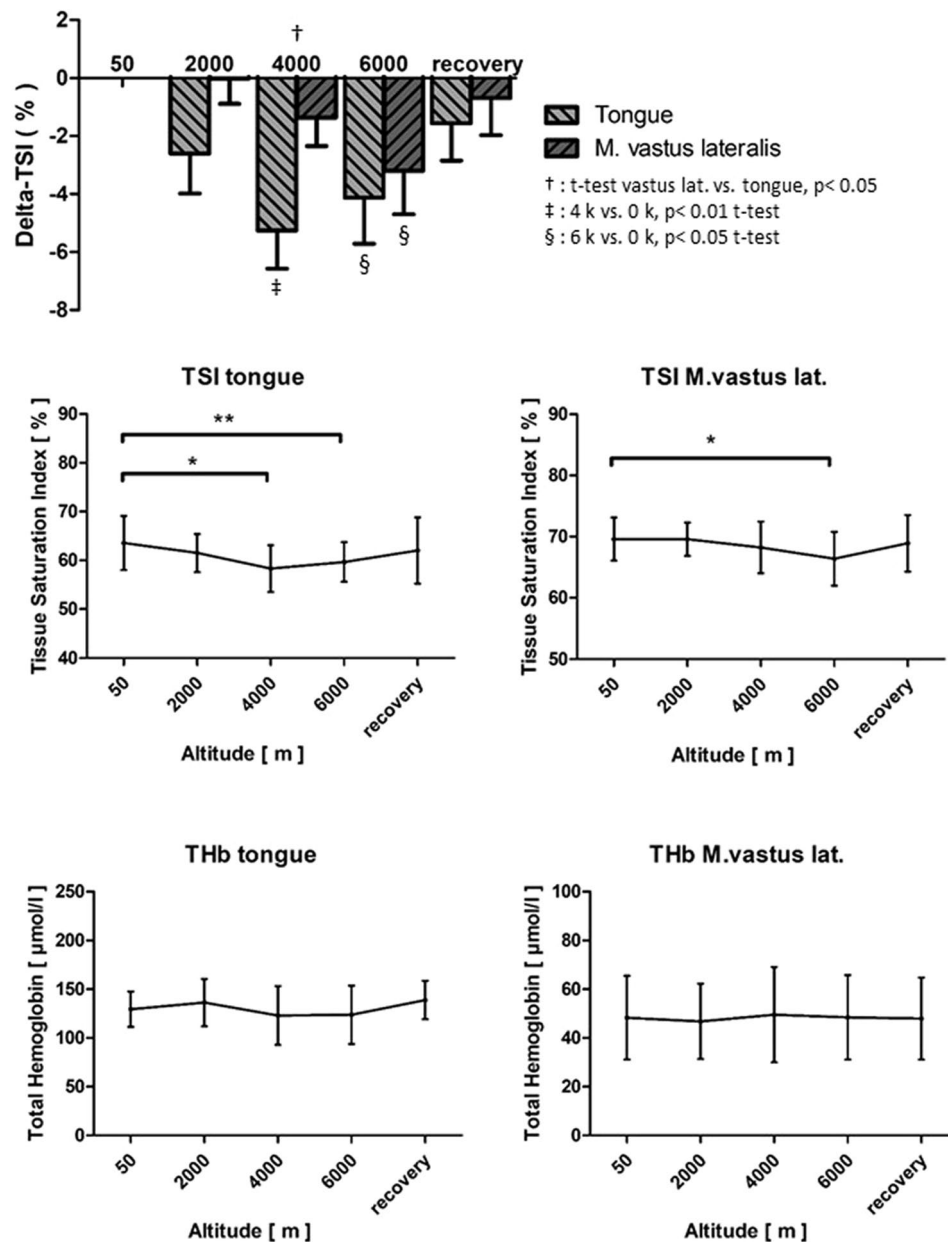 2
0
-2
-4
-6
-8
Delta-TSI ( % )
†
50 2000 4000 6000 recovery
‡
§
§
Tongue
M. vastus lateralis
† : t-test vastus lat. vs. tongue, p< 0.05
‡ : 4 k vs. 0 k, p< 0.01 t-test
§ : 6 k vs. 0 k, p< 0.05 t-test
TSI tongue
Tissue Saturation Index [ % ]
90
80
70
60
50
40
**
*
50 2000 4000 6000 recovery
Altitude [ m ]
TSI M.vastus lat.
Tissue Saturation Index [ % ]
90
80
70
60
50
*
50 2000 4000 6000 recovery
Altitude [ m ]
THb tongue
Total Hemoglobin [ µmol/l ]
250
200
150
100
50
0
50 2000 4000 6000 recovery
Altitude [ m ]
THb M.vastus lat.
Total Hemoglobin [ µmol/l ]
100
80
60
40
20
0
50 2000 4000 6000 recovery
Altitude [ m ]